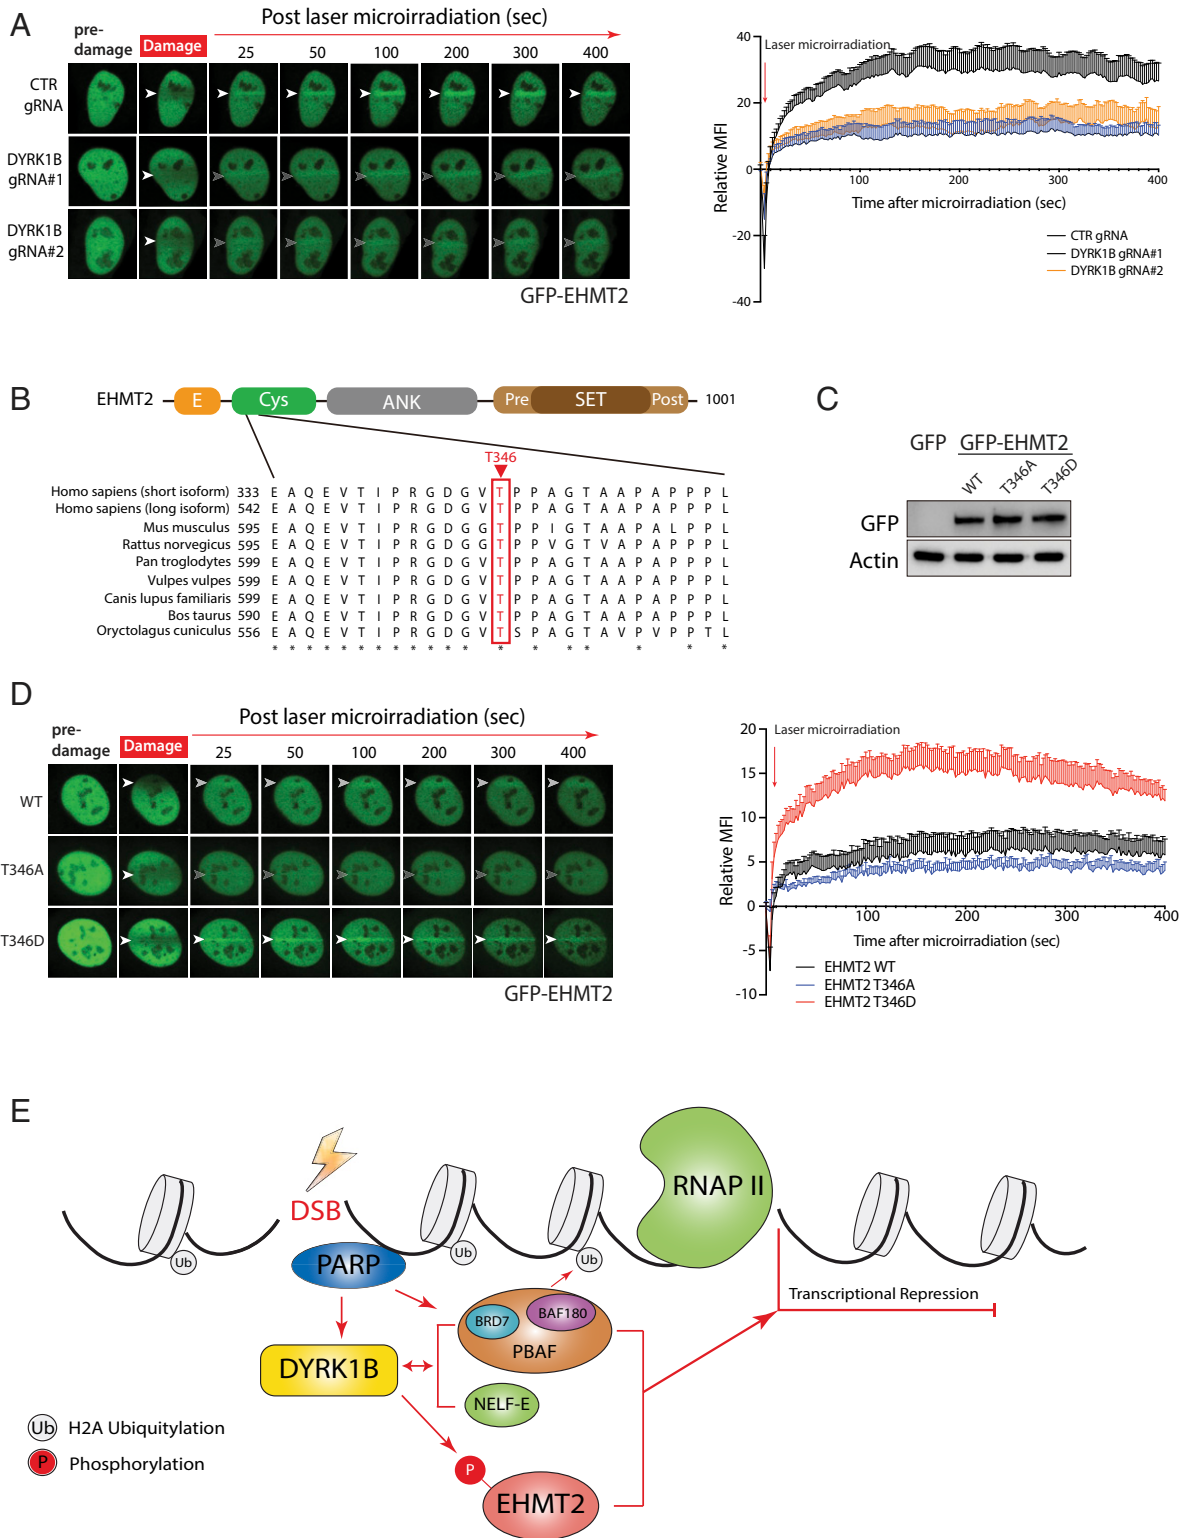 A
Post laser microirradiation (sec)
pre-
damage
Damage
25 50 100 200 300 400
CTR
gRNA
DYRK1B
gRNA#1
DYRK1B
gRNA#2
GFP-EHMT2
Relative MFI
40
20
0
-20
-40
Laser microirradiation
100 200 300 400
Time after microirradiation (sec)
CTR gRNA
DYRK1B gRNA#1
DYRK1B gRNA#2
B
EHMT2 E Cys ANK Pre SET Post 1001
T346
Homo sapiens (short isoform) 333 E A Q E V T I P R G D G V T P P A G T A A P A P P P L
Homo sapiens (long isoform) 542 E A Q E V T I P R G D G V T P P A G T A A P A P P P L
Mus musculus 595 E A Q E V T I P R G D G G T P P I G T A A P A L P P L
Rattus norvegicus 595 E A Q E V T I P R G D G G T P P V G T V A P A P P P L
Pan troglodytes 599 E A Q E V T I P R G D G V T P P A G T A A P A P P P L
Vulpes vulpes 599 E A Q E V T I P R G D G V T P P A G T A A P A P P P L
Canis lupus familiaris 599 E A Q E V T I P R G D G V T P P A G T A A P A P P P L
Bos taurus 590 E A Q E V T I P R G D G V T P P A G T A A P A P P P L
Oryctolagus cuniculus 556 E A Q E V T I P R G D G V T S P A G T A V P V P P T L
* * * * * * * * * * * * * * * * * * *
C
GFP GFP-EHMT2
WT T346A T346D
GFP
Actin
D
Post laser microirradiation (sec)
pre-
damage
Damage
25 50 100 200 300 400
WT
T346A
T346D
GFP-EHMT2
Relative MFI
20
15
10
5
0
-5
-10
Laser microirradiation
100 200 300 400
Time after microirradiation (sec)
EHMT2 WT
EHMT2 T346A
EHMT2 T346D
E
RNAP II
DSB
Ub
Ub
Ub
PARP
Transcriptional Repression
BRD7
BAF180
PBAF
DYRK1B
NELF-E
P
EHMT2
Ub H2A Ubiquitylation
P Phosphorylation